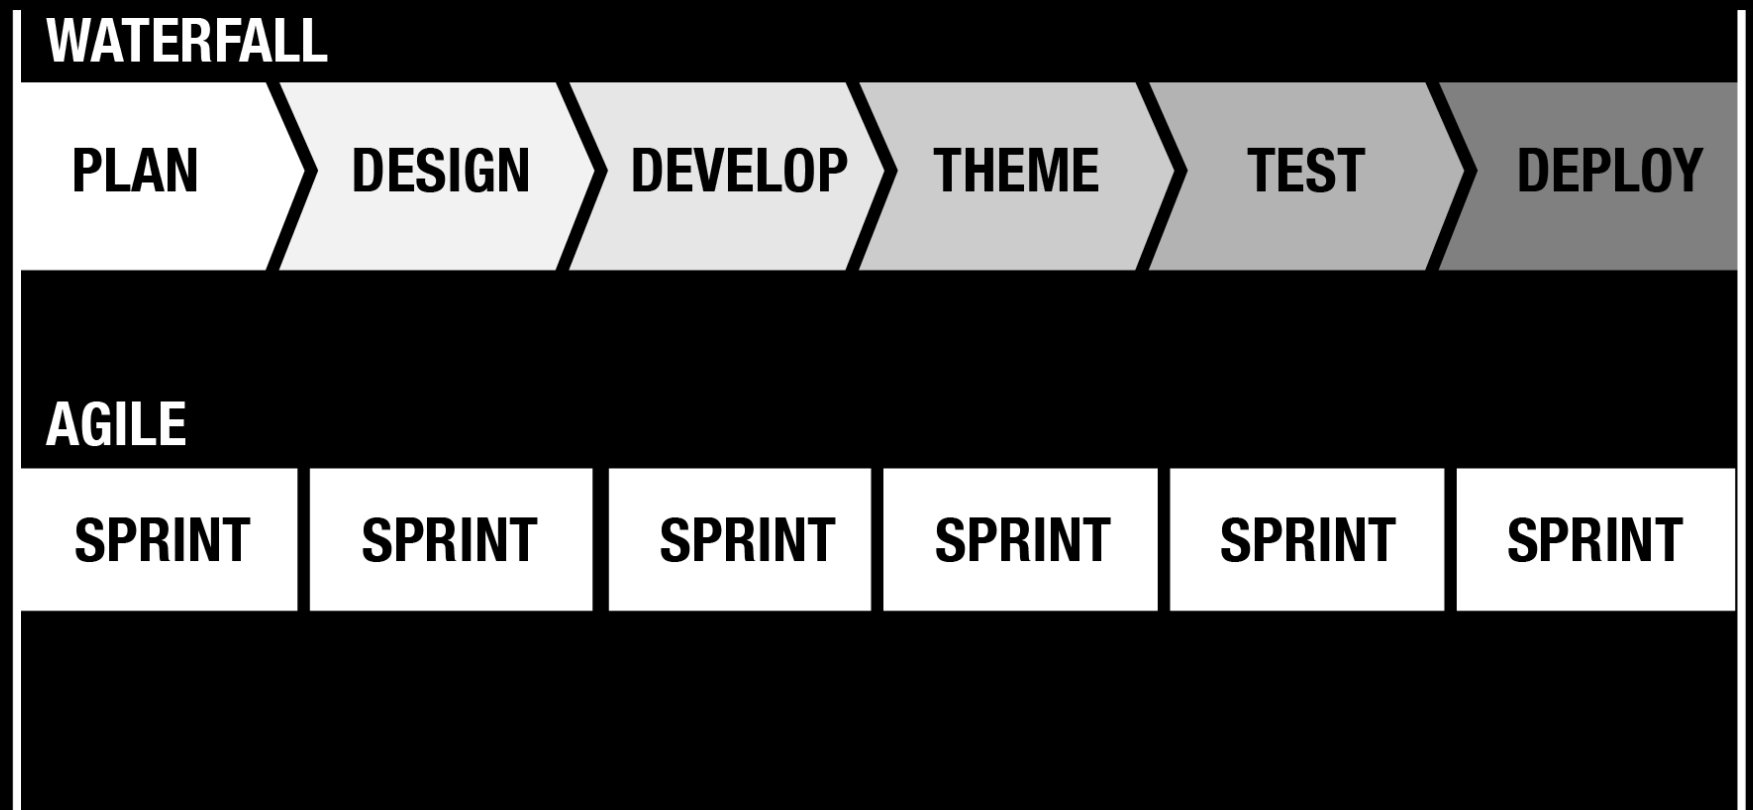 WATERFALL
PLAN DESIGN DEVELOP THEME TEST DEPLOY
AGILE
SPRINT SPRINT SPRINT SPRINT SPRINT SPRINT